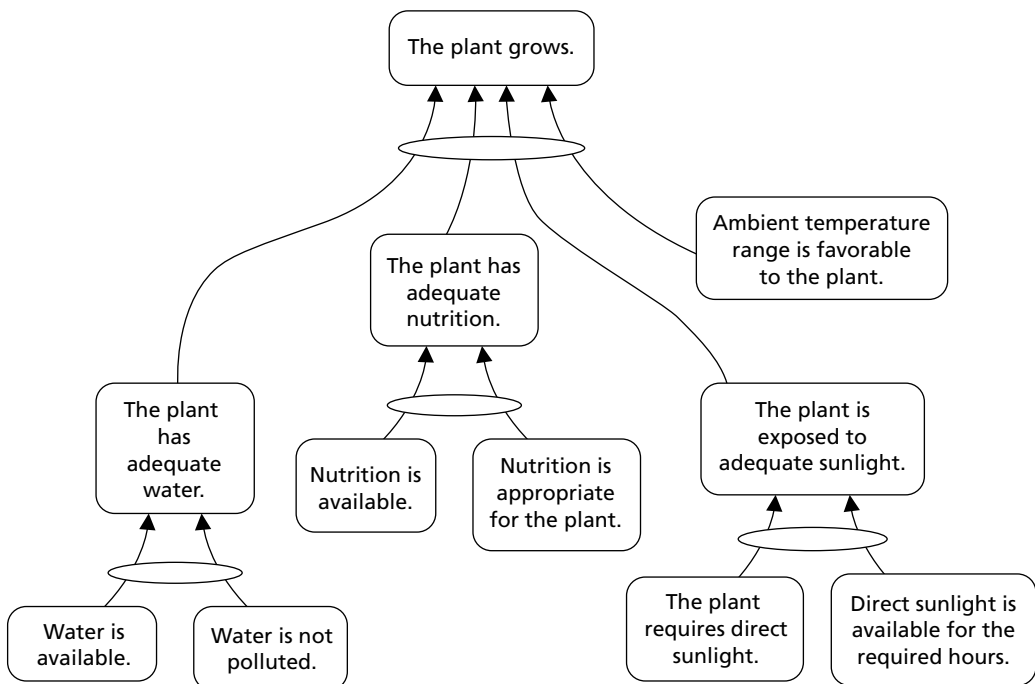 The plant grows.
Ambient temperature
range is favorable
to the plant.
The plant has
adequate
nutrition.
The plant
has
adequate
water.
The plant is
exposed to
adequate sunlight.
Nutrition is
available.
Nutrition is
appropriate
for the plant.
Water is
available.
Water is not
polluted.
The plant
requires direct
sunlight.
Direct sunlight is
available for the
required hours.